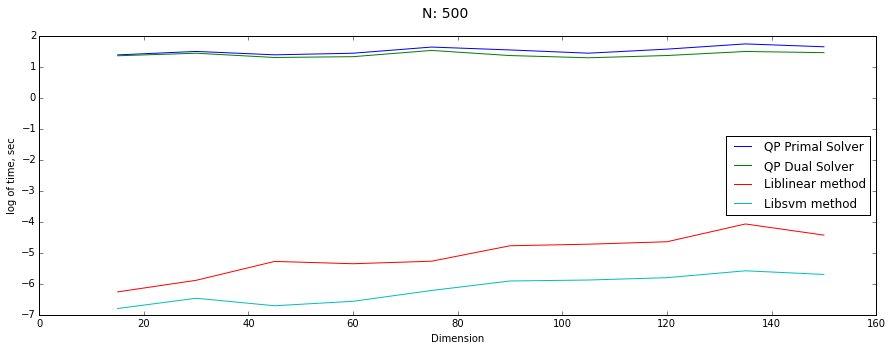 N: 500
2
1
0
−1
−2
−3
−4
−5
−6
−7
log of time, sec
QP Primal Solver
QP Dual Solver
Liblinear method
Libsvm method
0 20 40 60 80 100 120 140 160
Dimension